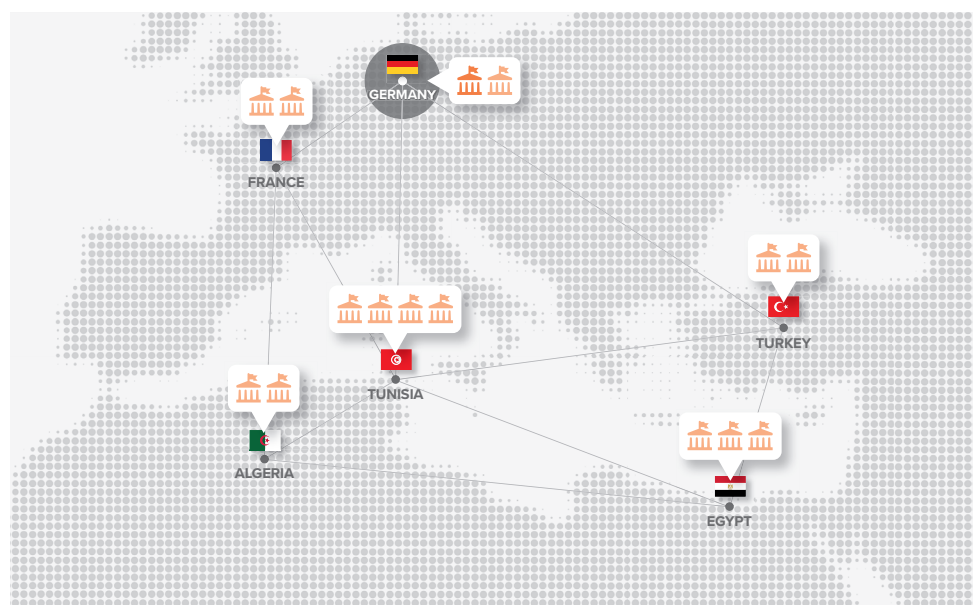 GERMANY
FRANCE
TURKEY
TUNISIA
ALGERIA
EGYPT